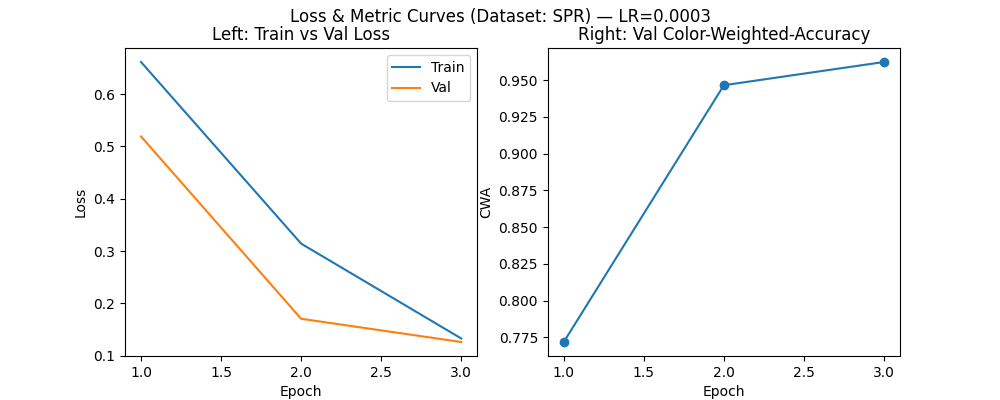 Loss & Metric Curves (Dataset: SPR) — LR=0.0003
Left: Train vs Val Loss
Train
Val
0.6
0.5
0.4
0.3
0.2
0.1
Loss
1.0
1.5
2.0
2.5
3.0
Epoch
Right: Val Color-Weighted-Accuracy
0.950
0.925
0.900
0.875
0.850
0.825
0.800
0.775
CWA
1.0
1.5
2.0
2.5
3.0
Epoch